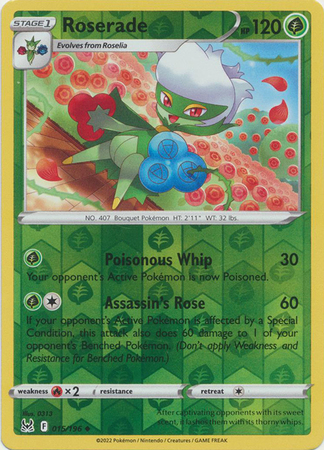 STAGE 1
Roserade
HP 120
Evolves from Roselia
NO. 407 Bouquet Pokémon HT: 2'11" WT: 32 lbs.
Poisonous Whip 30
Your opponent's Active Pokémon is now Poisoned.
Assassin's Rose 60
If your opponent's Active Pokémon is affected by a Special
Condition, this attack also does 60 damage to 1 of your
opponent's Benched Pokémon. (Don't apply Weakness and
Resistance for Benched Pokémon.)
weakness ×2 resistance retreat
Illus. 0313
F 015/196
After captivating opponents with its sweet
scent, it lashes them with its thorny whips.
©2022 Pokémon / Nintendo / Creatures / GAME FREAK